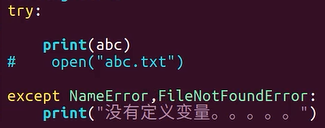 try:
    print(abc)
#    open("abc.txt")
except NameError,FileNotFoundError:
    print("没有定义变量。。。。。")